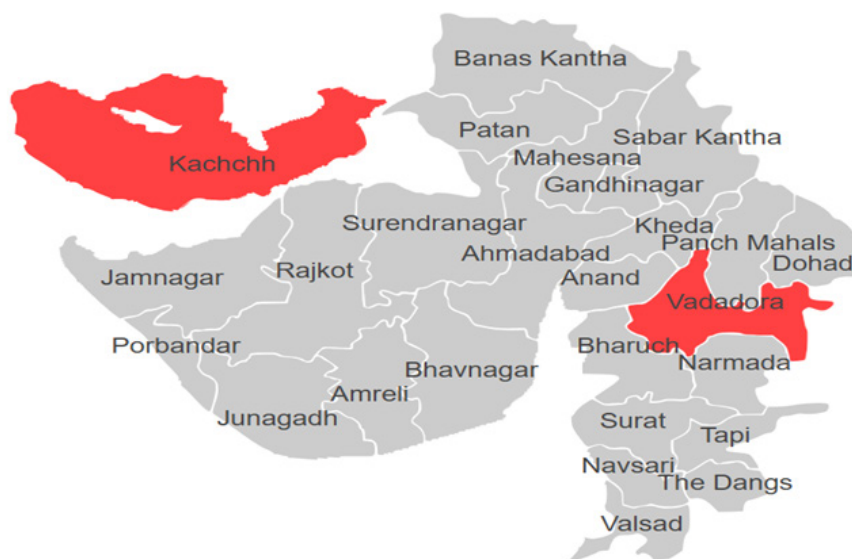 Banas Kantha
Patan
Sabar Kantha
Mahesana
Kachchh
Gandhinagar
Surendranagar
Kheda
Panch Mahals
Ahmadabad
Dohad
Jamnagar
Rajkot
Anand
Vadadora
Porbandar
Bharuch
Narmada
Bhavnagar
Amreli
Junagadh
Surat
Tapi
Navsari
The Dangs
Valsad